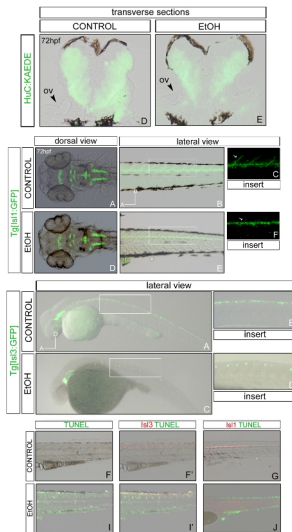 transverse sections
CONTROL EtOH
72hpf
HuC:KAEDE
ov
ov
D
E
dorsal view lateral view
72hpf
Tg[Isl1:GFP]
CONTROL
A
B
C
insert
EtOH
D
E
F
insert
lateral view
Tg[Isl3:GFP]
CONTROL
A
insert
EtOH
C
insert
TUNEL Isl3 TUNEL Isl1 TUNEL
CONTROL
F
F'
G
EtOH
I
I'
J